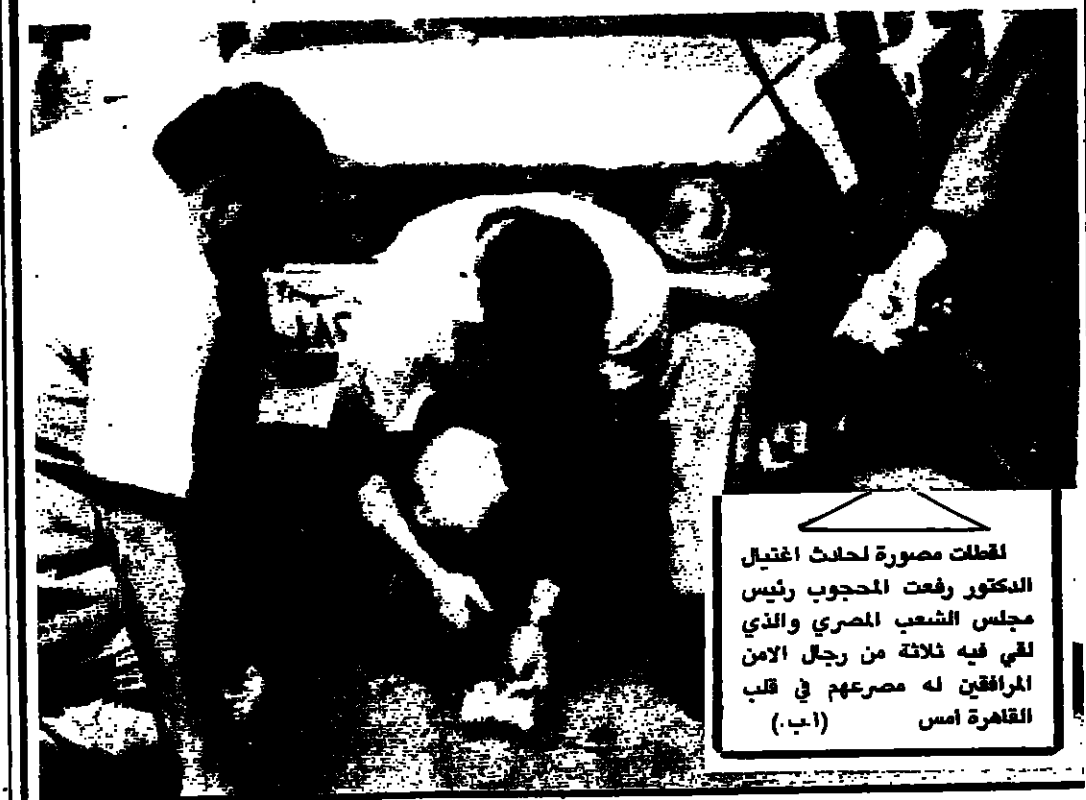 ٢٨٢
لقطات مصورة لحادث اغتيال
الدكتور رفعت المحجوب رئيس
مجلس الشعب المصري والذي
لقي فيه ثلاثة من رجال الامن
المرافقين له مصرعهم في قلب
القاهرة امس (أ.ب.)